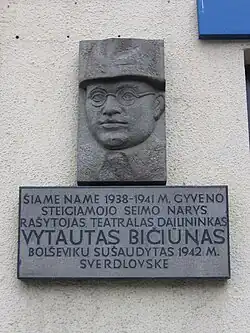 ŠIAME NAME 1938-1941 M. GYVENO
STEIGIAMOJO SEIMO NARYS
RAŠYTOJAS TEATRALAS DAILININKAS
VYTAUTAS BIČIŪNAS
BOLŠEVIKŲ SUŠAUDYTAS 1942 M.
SVERDLOVSKE